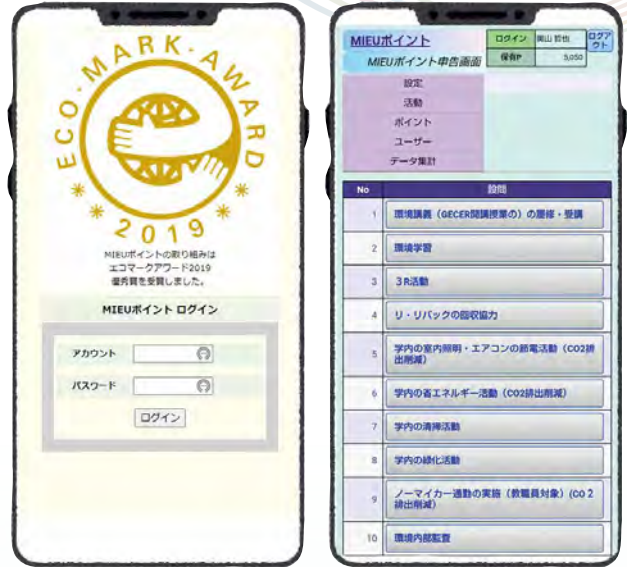 ECO-MARK-AWARD
2019
MIEUポイントの取り組みは
エコマークアワード2019
優秀賞を受賞しました。
MIEUポイント ログイン
アカウント
パスワード
ログイン
MIEUポイント
MIEUポイント申告画面
ログイン
ログアウト
保有P
5,050
設定
活動
ポイント
ユーザー
データ集計
No 設問
1 環境講義（GECER開講授業の）の履修・受講
2 環境学習
3 3R活動
4 リ・リパックの回収協力
5 学内の室内照明・エアコンの節電活動（CO2排
出削減）
6 学内の省エネルギー活動（CO2排出削減）
7 学内の清掃活動
8 学内の緑化活動
9 ノーマイカー通勤の実施（教職員対象）(CO 2
排出削減）
10 環境内部監査